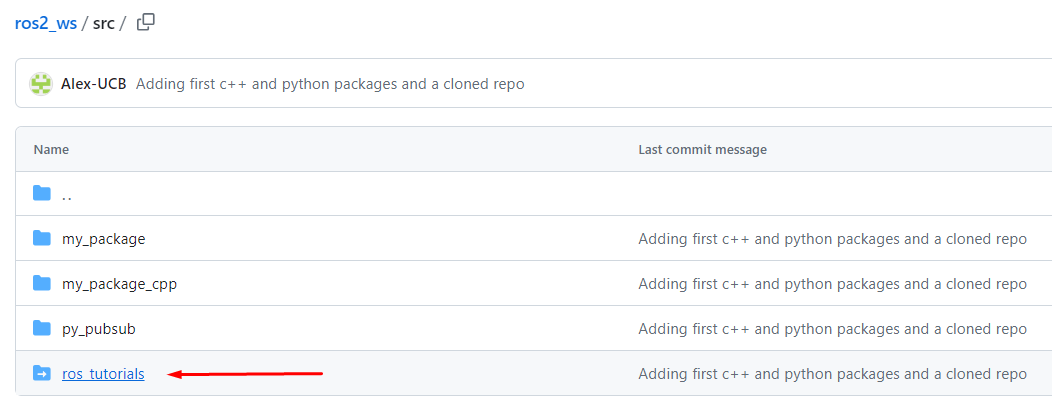 ros2_ws / src /
Alex-UCB Adding first c++ and python packages and a cloned repo
Name Last commit message
..
my_package Adding first c++ and python packages and a cloned repo
my_package_cpp Adding first c++ and python packages and a cloned repo
py_pubsub Adding first c++ and python packages and a cloned repo
ros_tutorials Adding first c++ and python packages and a cloned repo